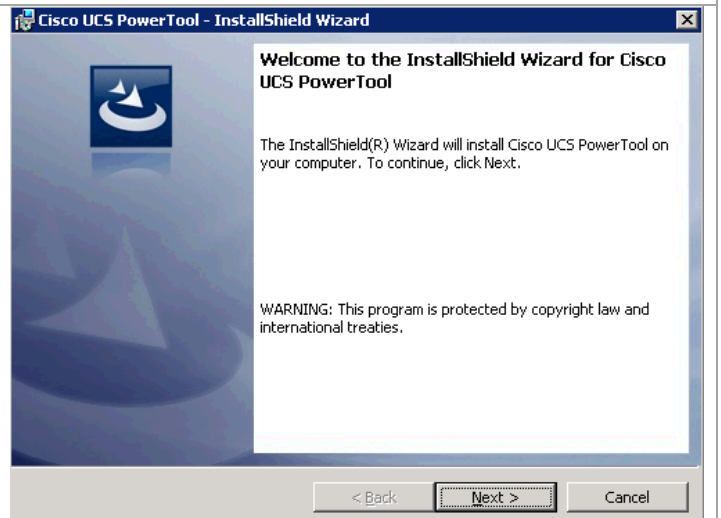 Cisco UCS PowerTool - InstallShield Wizard
Welcome to the InstallShield Wizard for Cisco
UCS PowerTool
The InstallShield(R) Wizard will install Cisco UCS PowerTool on
your computer. To continue, click Next.
WARNING: This program is protected by copyright law and
international treaties.
< Back
Next >
Cancel